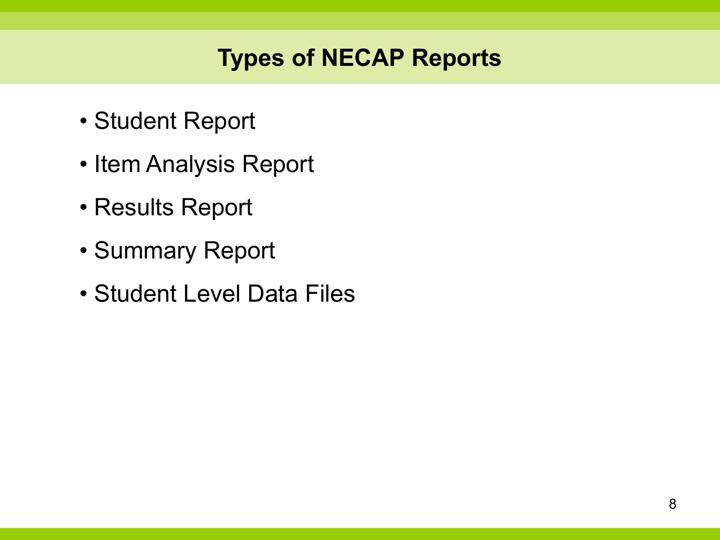 Types of NECAP Reports
• Student Report
• Item Analysis Report
• Results Report
• Summary Report
• Student Level Data Files
8